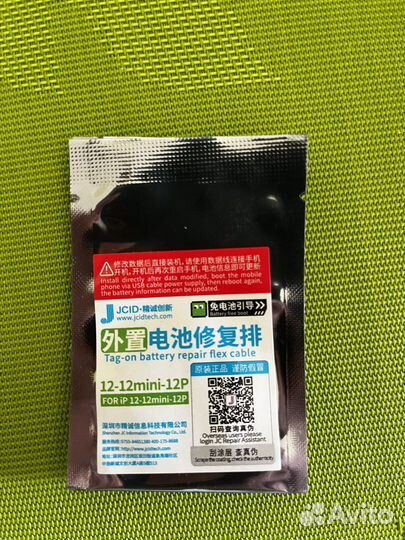 修改数据后直接装机，请使用数据线连接手机
开机，开机后再次重启手机，电池信息即可更新
Install directly after data modified, boot the mobile
phone via USB cable power supply, then reboot again,
the battery information can be updated.
JCID·精诚创新
www.jcidtech.com
免电池引导
Battery free boot
外置电池修复排
Tag-on battery repair flex cable
12-12mini-12P
FOR iP 12-12mini-12P
原装正品 谨防假冒
深圳市精诚信息科技有限公司
Shenzhen JC Information Technology Co., Ltd.
http://www.jcidtech.com
扫码查询真伪
Overseas users please
login JC Repair Assistant
刮涂层 查真伪
Scrape the coating, check the authenticity
Avito